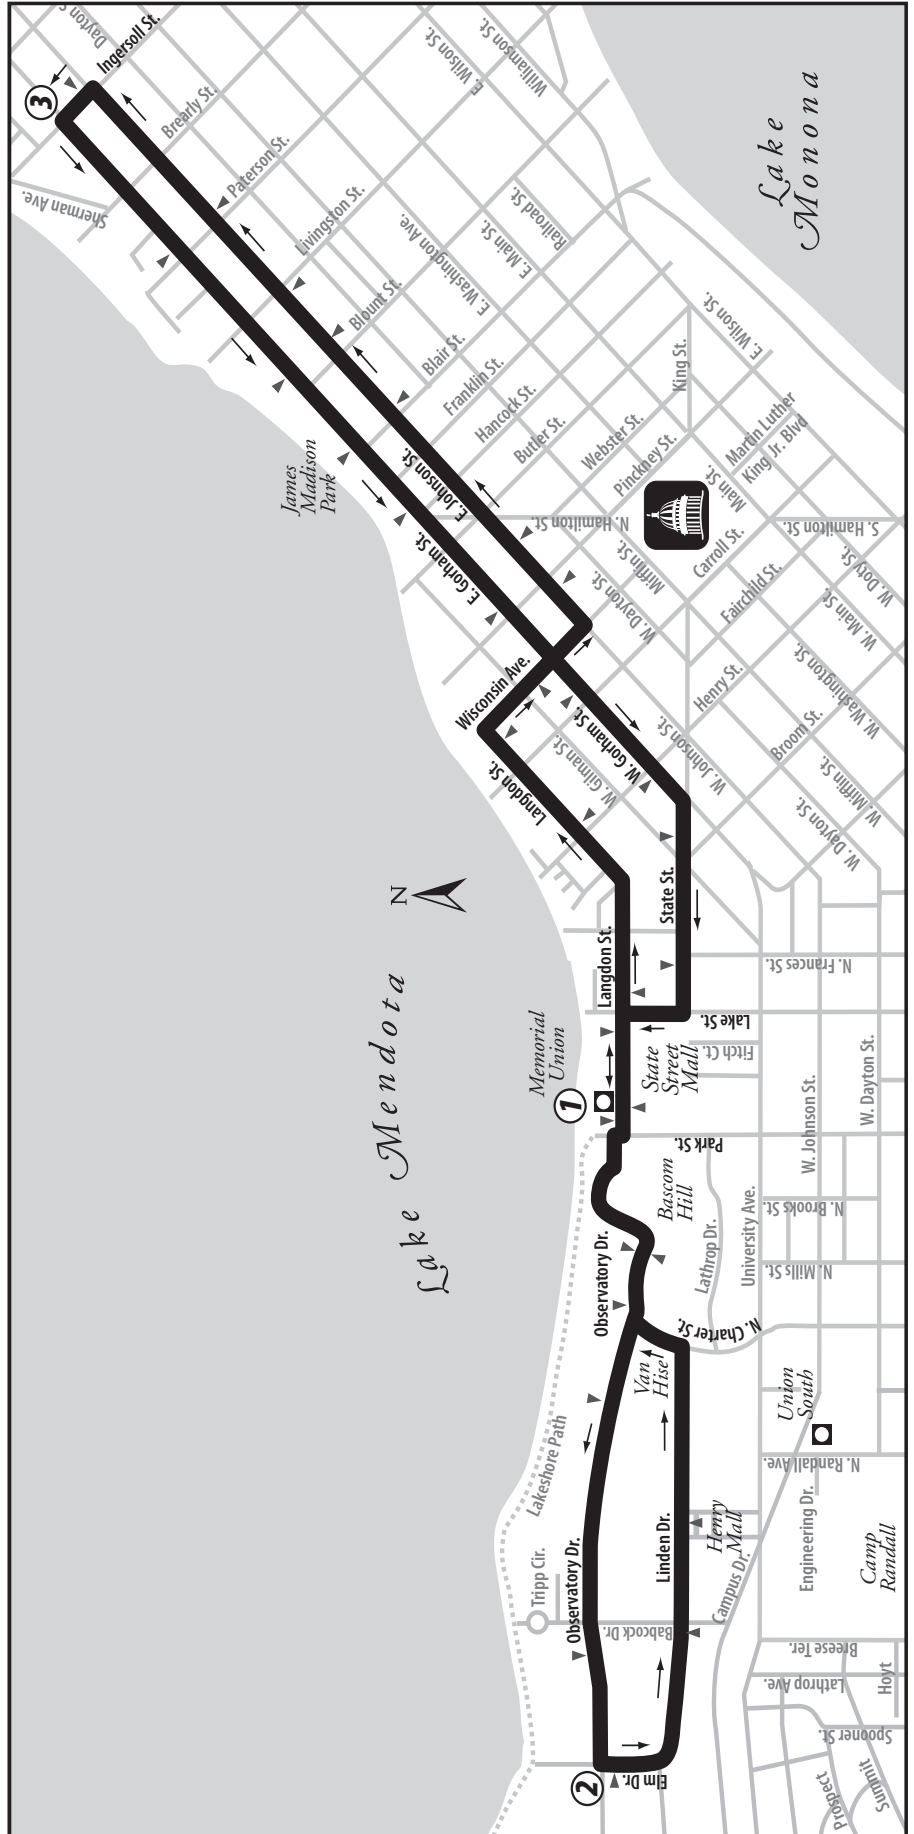 Lake
Mendota
Lake
Monona
N
1
2
3
Memorial
Union
State
Street
Mall
Bascom
Hill
Van
Hise
Henry
Mall
Union
South
Camp
Randall
James
Madison
Park
Lakeshore Path
Tripp Cir.
Observatory Dr.
Observatory Dr.
Linden Dr.
Elm Dr.
Babcock Dr.
Campus Dr.
Engineering Dr.
N. Randall Ave.
Breese Ter.
Lathrop Ave.
Hoyt
Spooner St.
Summit
Prospect
N. Charter St.
Lathrop Dr.
University Ave.
N. Mills St.
N. Brooks St.
W. Johnson St.
W. Dayton St.
Park St.
Fitch Ct.
Lake St.
N. Frances St.
Langdon St.
State St.
Langdon St.
Wisconsin Ave.
W. Gilman St.
W. Gorham St.
W. Johnson St.
W. Dayton St.
W. Mifflin St.
Broom St.
Henry St.
W. Washington St.
W. Main St.
W. Doty St.
Fairchild St.
Carroll St.
S. Hamilton St.
W. Dayton St.
Mifflin St.
N. Hamilton St.
Main St.
Martin Luther
King Jr. Blvd
Pinckney St.
Webster St.
King St.
E. Wilson St.
Butler St.
Hancock St.
Franklin St.
Blair St.
E. Gorham St.
E. Johnson St.
Blount St.
E. Washington Ave.
E. Main St.
Railroad St.
Livingston St.
Paterson St.
Brearly St.
Ingersoll St.
Dayton St.
Sherman Ave.
E. Wilson St.
Williamson St.